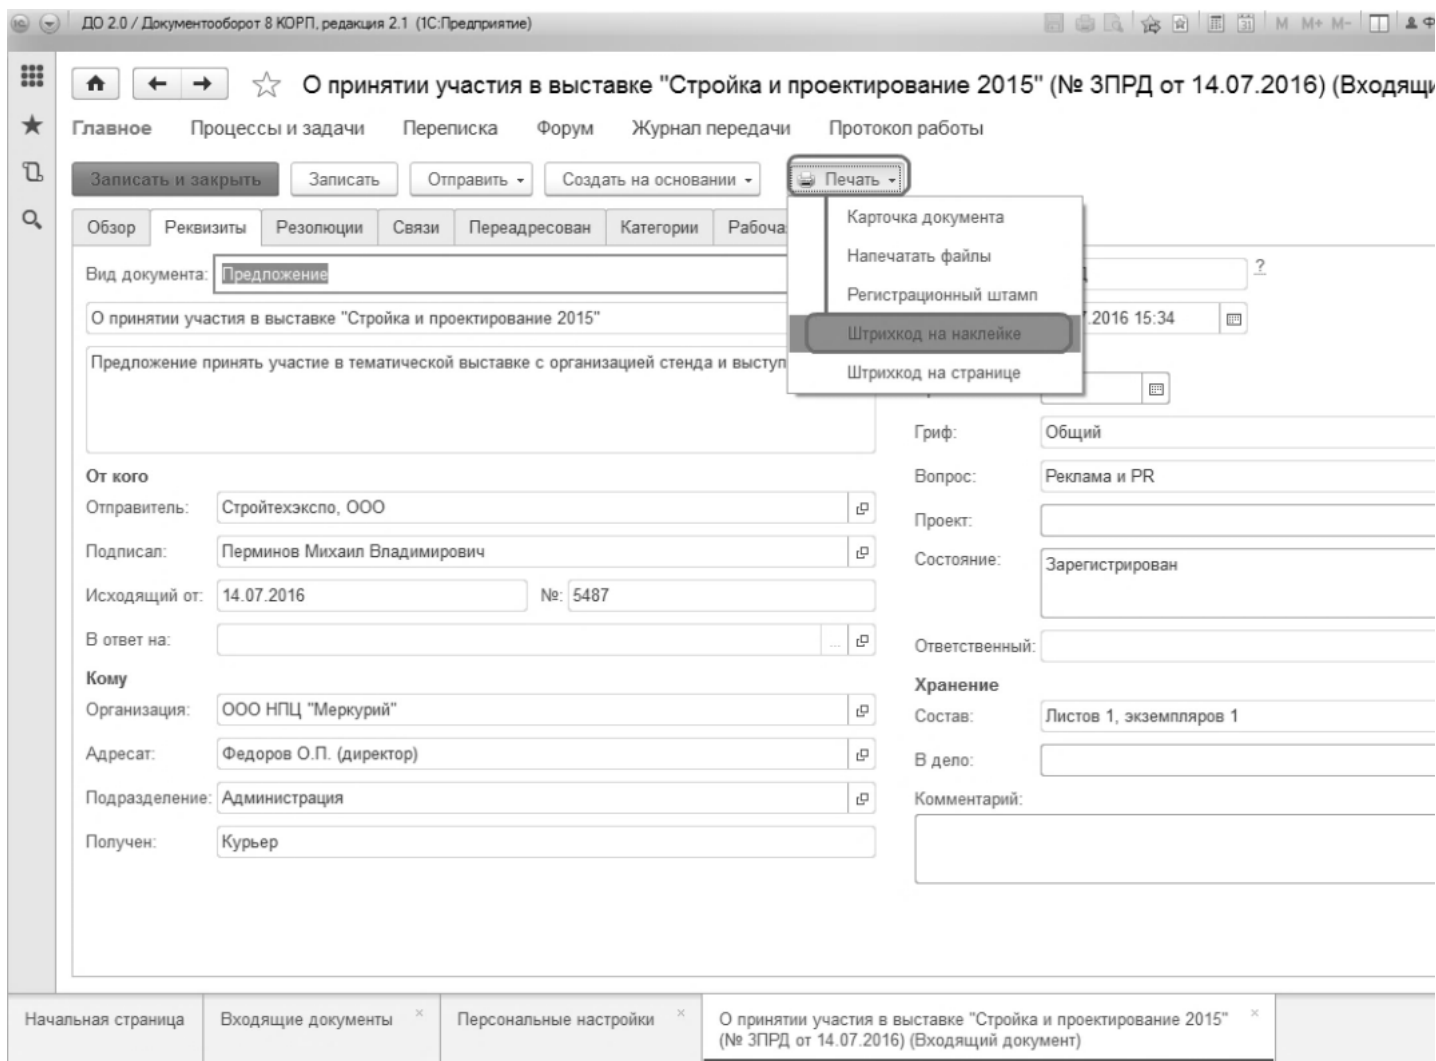 ДО 2.0 / Документооборот 8 КОРП, редакция 2.1 (1С:Предприятие)
M M+ M-
О принятии участия в выставке "Стройка и проектирование 2015" (№ 3ПРД от 14.07.2016) (Входящи
Главное Процессы и задачи Переписка Форум Журнал передачи Протокол работы
Записать и закрыть Записать Отправить Создать на основании Печать
Обзор Реквизиты Резолюции Связи Переадресован Категории Рабоча
Карточка документа
Напечатать файлы
Регистрационный штамп
Штрихкод на наклейке
Штрихкод на странице
Вид документа: Предложение ?
О принятии участия в выставке "Стройка и проектирование 2015" .2016 15:34
Предложение принять участие в тематической выставке с организацией стенда и выступ
Гриф: Общий
От кого
Вопрос: Реклама и PR
Отправитель: Стройтехэкспо, ООО
Проект:
Подписал: Перминов Михаил Владимирович
Состояние: Зарегистрирован
Исходящий от: 14.07.2016 №: 5487
В ответ на: ...
Ответственный:
Кому
Хранение
Организация: ООО НПЦ "Меркурий"
Состав: Листов 1, экземпляров 1
Адресат: Федоров О.П. (директор)
В дело:
Подразделение: Администрация
Комментарий:
Получен: Курьер
Начальная страница Входящие документы Персональные настройки О принятии участия в выставке "Стройка и проектирование 2015"
(№ 3ПРД от 14.07.2016) (Входящий документ)